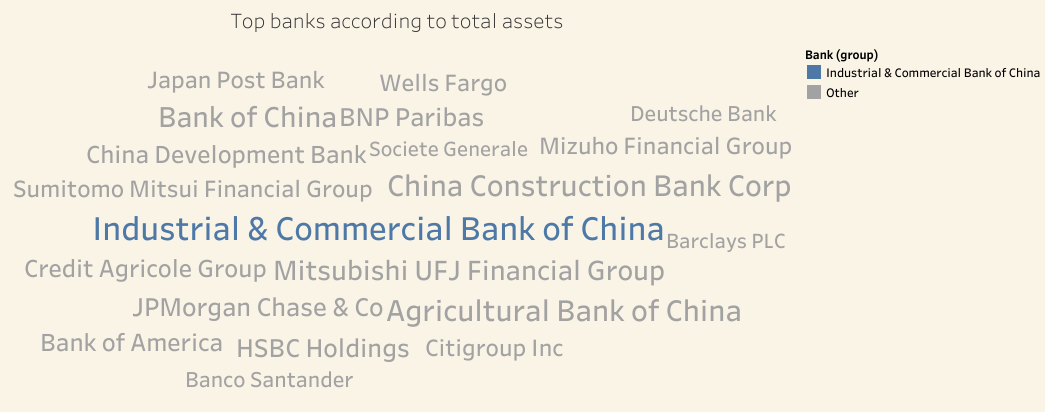 Top banks according to total assets
Bank (group)
Industrial & Commercial Bank of China
Other
Japan Post Bank
Wells Fargo
Bank of China
BNP Paribas
Deutsche Bank
China Development Bank
Societe Generale
Mizuho Financial Group
Sumitomo Mitsui Financial Group
China Construction Bank Corp
Industrial & Commercial Bank of China
Barclays PLC
Credit Agricole Group
Mitsubishi UFJ Financial Group
JPMorgan Chase & Co
Agricultural Bank of China
Bank of America
HSBC Holdings
Citigroup Inc
Banco Santander